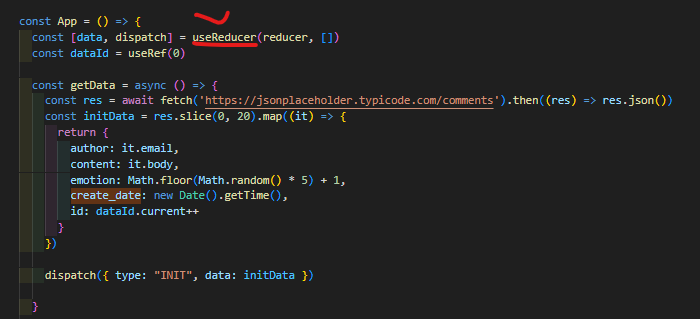 const App = () => {
const [data, dispatch] = useReducer(reducer, [])
const dataId = useRef(0)
const getData = async () => {
const res = await fetch('https://jsonplaceholder.typicode.com/comments').then((res) => res.json())
const initData = res.slice(0, 20).map((it) => {
return {
author: it.email,
content: it.body,
emotion: Math.floor(Math.random() * 5) + 1,
create_date: new Date().getTime(),
id: dataId.current++
}
})
dispatch({ type: "INIT", data: initData })
}